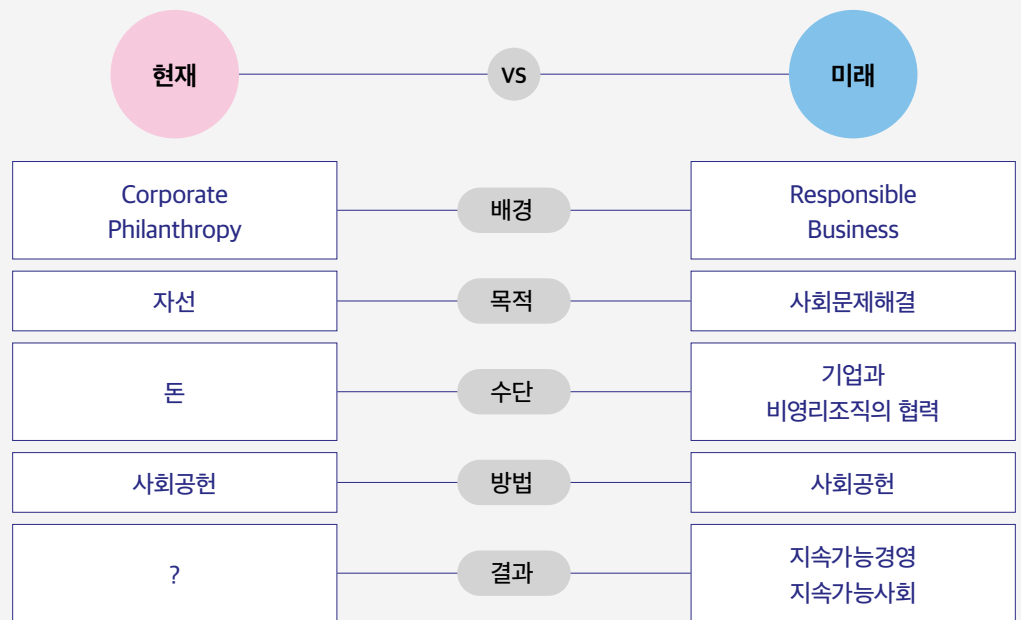 현재
VS
미래
Corporate
Philanthropy
배경
Responsible
Business
자선
목적
사회문제해결
돈
수단
기업과
비영리조직의 협력
사회공헌
방법
사회공헌
?
결과
지속가능경영
지속가능사회